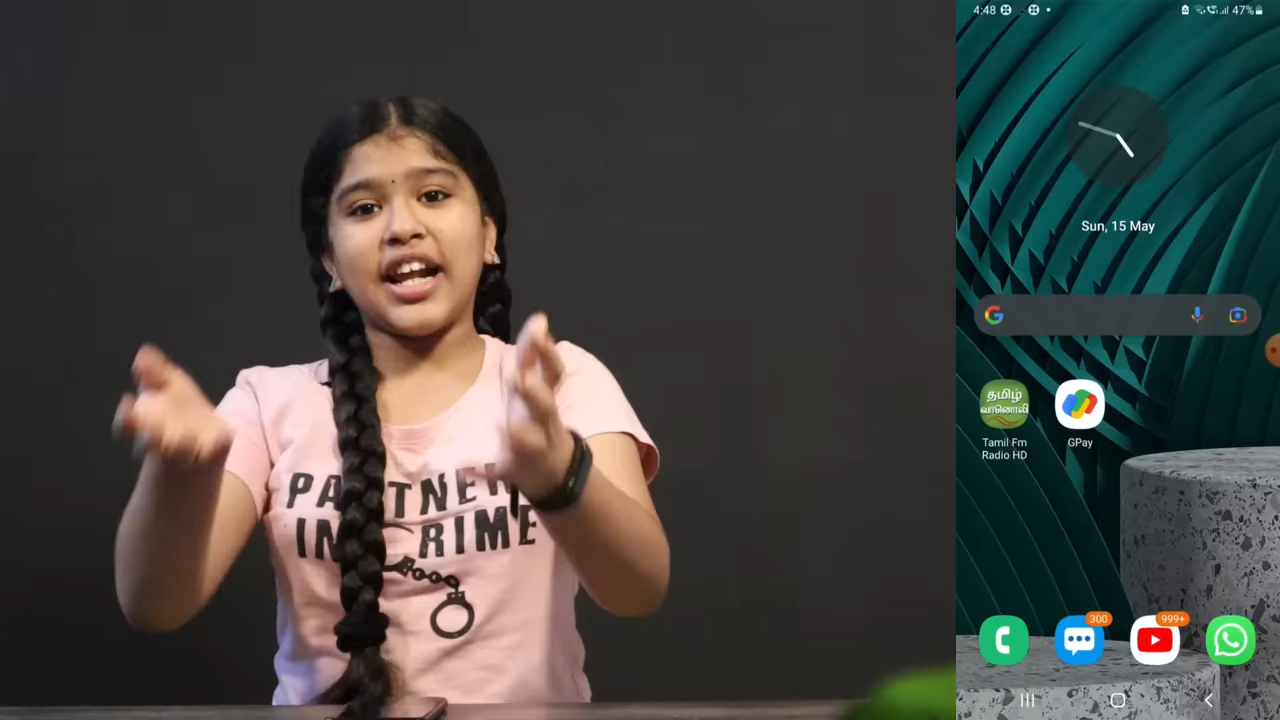 PARTNER
IN CRIME
4:48
47%
Sun, 15 May
தமிழ்
வானொலி
Tamil Fm
Radio HD
GPay
300
999+